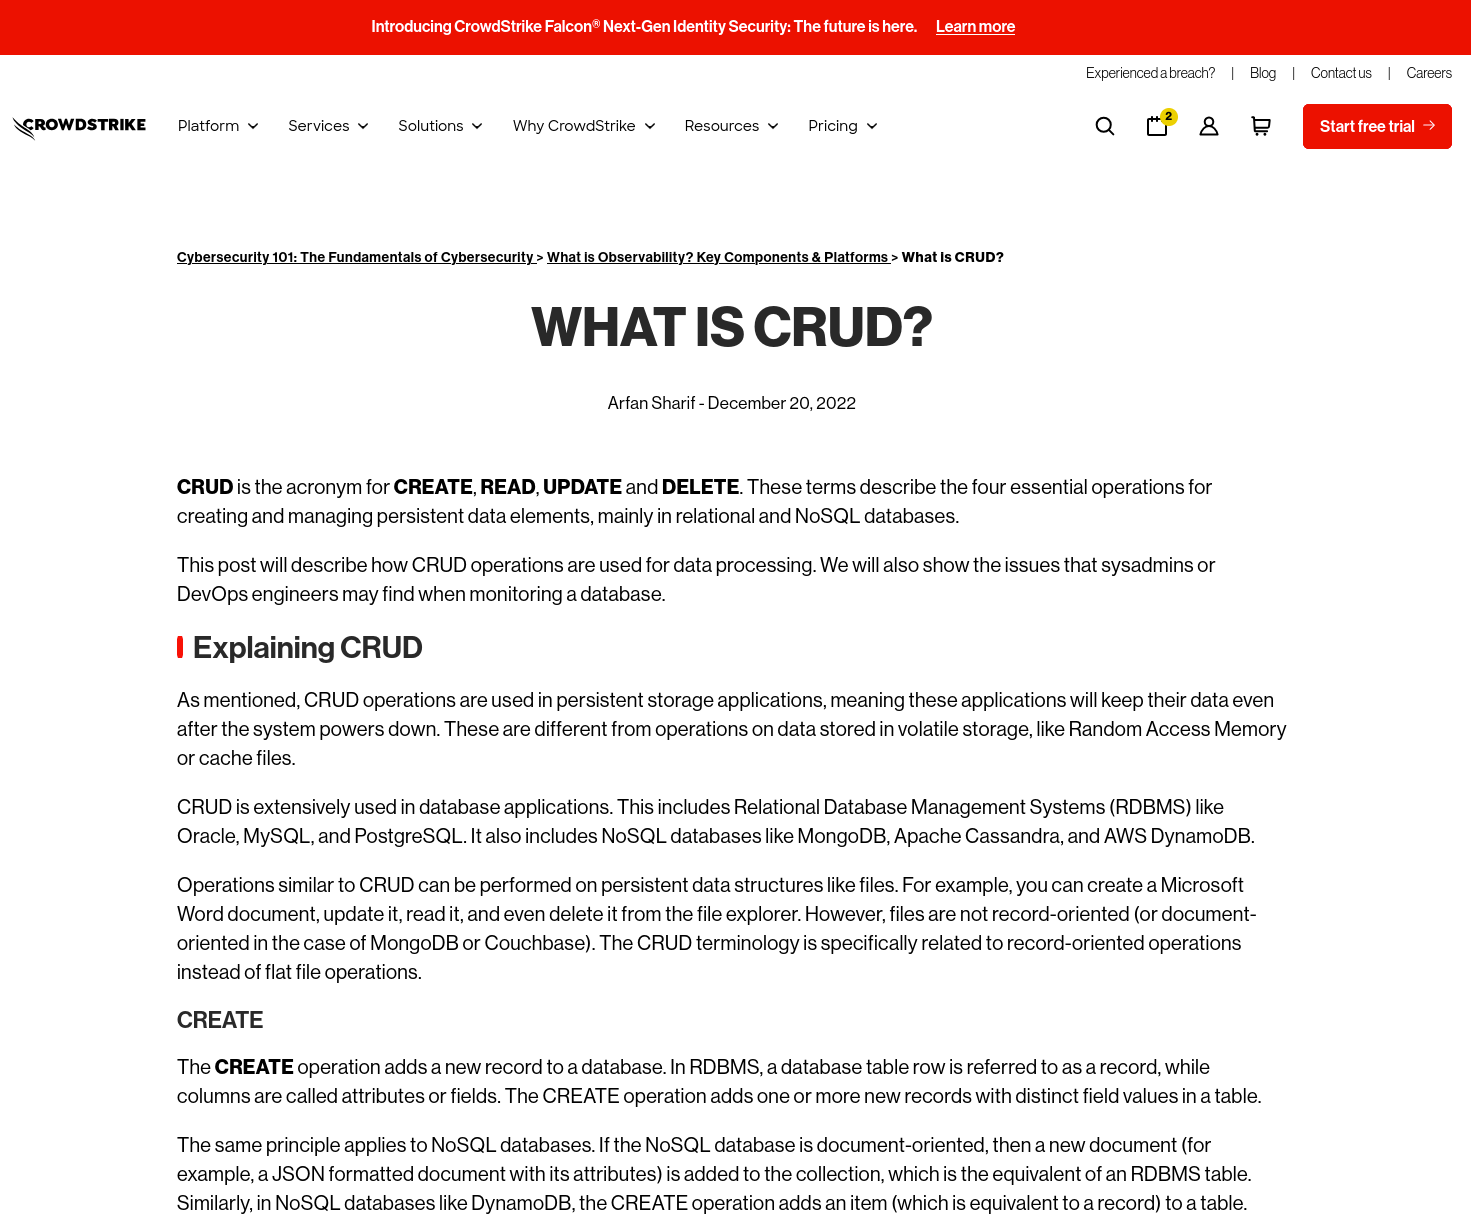 Introducing CrowdStrike Falcon® Next-Gen Identity Security: The future is here. Learn more
Experienced a breach? | Blog | Contact us | Careers
CROWDSTRIKE Platform Services Solutions Why CrowdStrike Resources Pricing 2 Start free trial →
Cybersecurity 101: The Fundamentals of Cybersecurity > What is Observability? Key Components & Platforms > What is CRUD?
WHAT IS CRUD?
Arfan Sharif - December 20, 2022
CRUD is the acronym for CREATE, READ, UPDATE and DELETE. These terms describe the four essential operations for
creating and managing persistent data elements, mainly in relational and NoSQL databases.
This post will describe how CRUD operations are used for data processing. We will also show the issues that sysadmins or
DevOps engineers may find when monitoring a database.
Explaining CRUD
As mentioned, CRUD operations are used in persistent storage applications, meaning these applications will keep their data even
after the system powers down. These are different from operations on data stored in volatile storage, like Random Access Memory
or cache files.
CRUD is extensively used in database applications. This includes Relational Database Management Systems (RDBMS) like
Oracle, MySQL, and PostgreSQL. It also includes NoSQL databases like MongoDB, Apache Cassandra, and AWS DynamoDB.
Operations similar to CRUD can be performed on persistent data structures like files. For example, you can create a Microsoft
Word document, update it, read it, and even delete it from the file explorer. However, files are not record-oriented (or document-
oriented in the case of MongoDB or Couchbase). The CRUD terminology is specifically related to record-oriented operations
instead of flat file operations.
CREATE
The CREATE operation adds a new record to a database. In RDBMS, a database table row is referred to as a record, while
columns are called attributes or fields. The CREATE operation adds one or more new records with distinct field values in a table.
The same principle applies to NoSQL databases. If the NoSQL database is document-oriented, then a new document (for
example, a JSON formatted document with its attributes) is added to the collection, which is the equivalent of an RDBMS table.
Similarly, in NoSQL databases like DynamoDB, the CREATE operation adds an item (which is equivalent to a record) to a table.